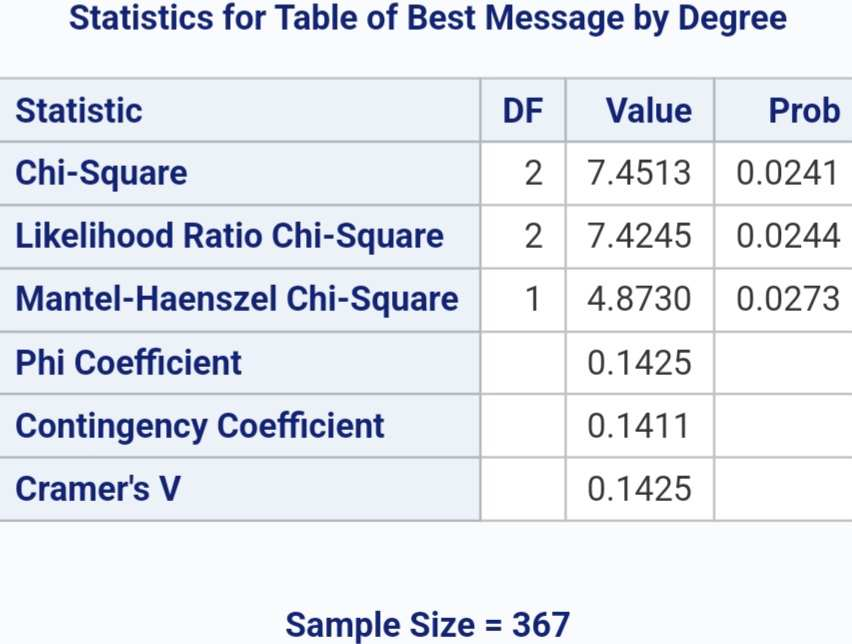 Statistics for Table of Best Message by Degree
Statistic DF Value Prob
Chi-Square 2 7.4513 0.0241
Likelihood Ratio Chi-Square 2 7.4245 0.0244
Mantel-Haenszel Chi-Square 1 4.8730 0.0273
Phi Coefficient 0.1425
Contingency Coefficient 0.1411
Cramer's V 0.1425
Sample Size = 367